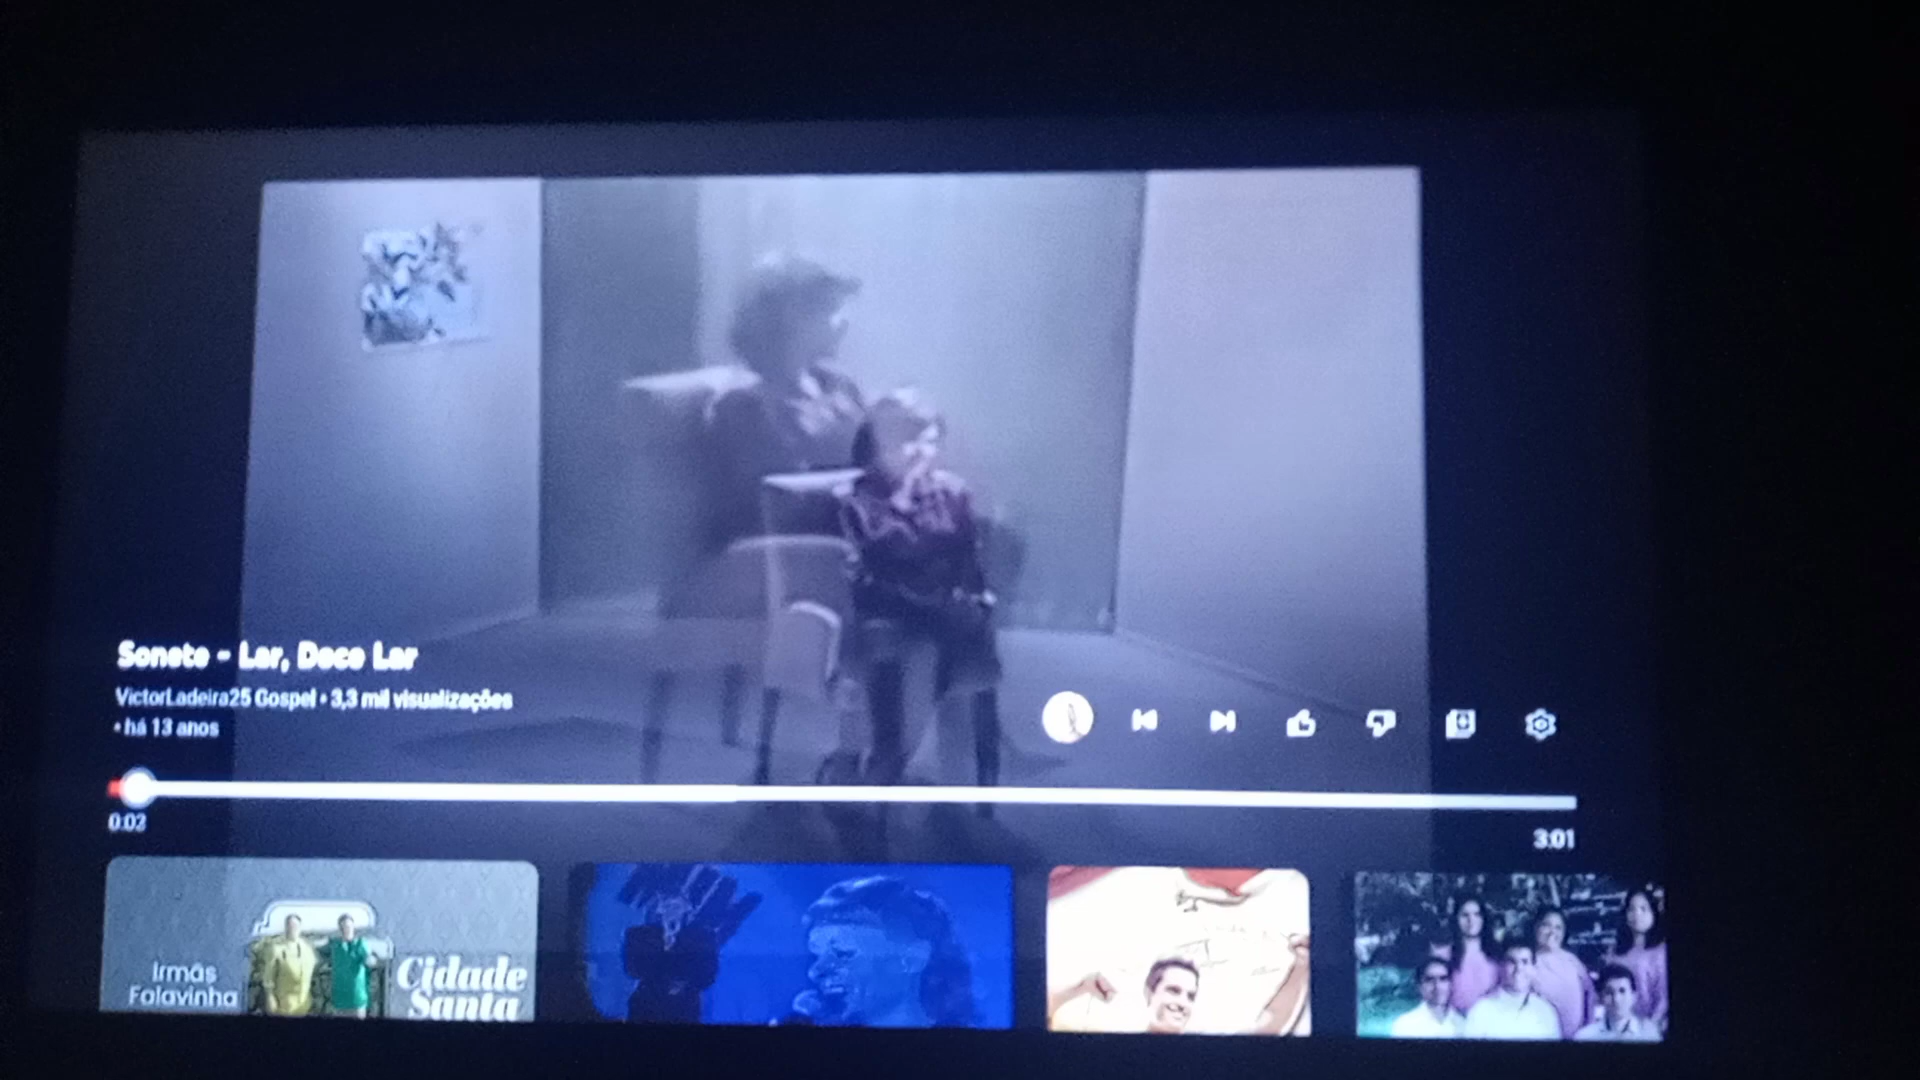 Soneto - Lar, Doce Lar
VictorLadeira25 Gospel • 3,3 mil visualizações
• há 13 anos
0:02
3:01
Irmãs
Falavinha
Cidade
Santa